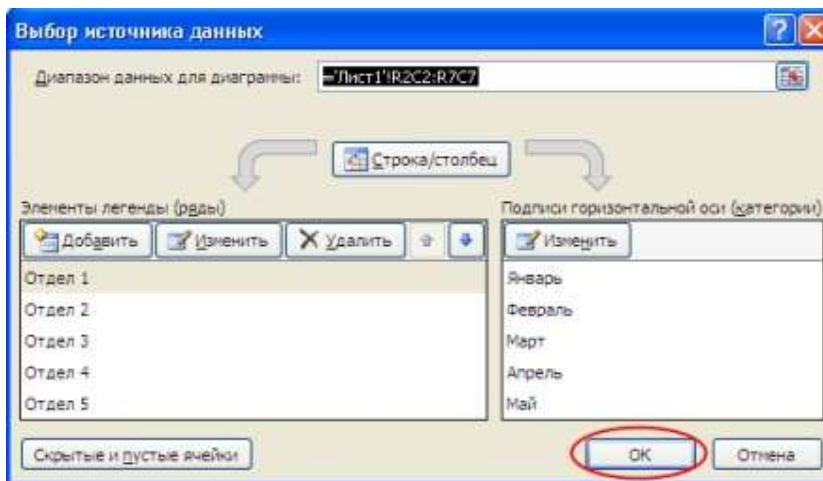 Выбор источника данных
Диапазон данных для диаграммы: ='Лист1'!R2C2:R7C7
Строка/столбец
Элементы легенды (ряды)
Добавить Изменить Удалить
Отдел 1
Отдел 2
Отдел 3
Отдел 4
Отдел 5
Подписи горизонтальной оси (категории)
Изменить
Январь
Февраль
Март
Апрель
Май
Скрытые и пустые ячейки OK Отмена